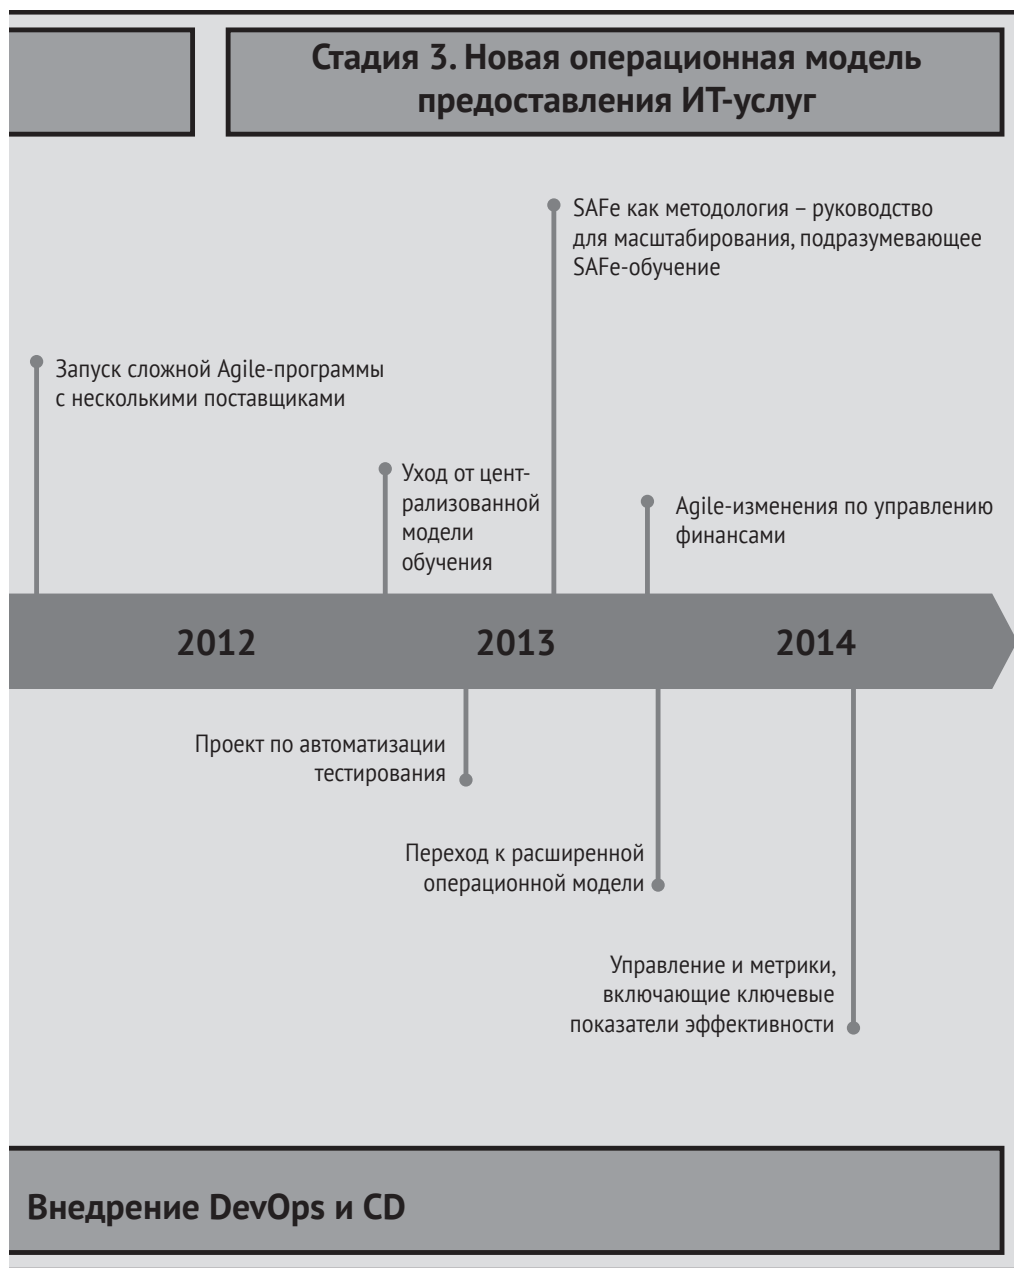 Стадия 3. Новая операционная модель
предоставления ИТ-услуг
SAFe как методология – руководство
для масштабирования, подразумевающее
SAFe-обучение
Запуск сложной Agile-программы
с несколькими поставщиками
Уход от цент-
рализованной
модели
обучения
Agile-изменения по управлению
финансами
2012
2013
2014
Проект по автоматизации
тестирования
Переход к расширенной
операционной модели
Управление и метрики,
включающие ключевые
показатели эффективности
Внедрение DevOps и CD